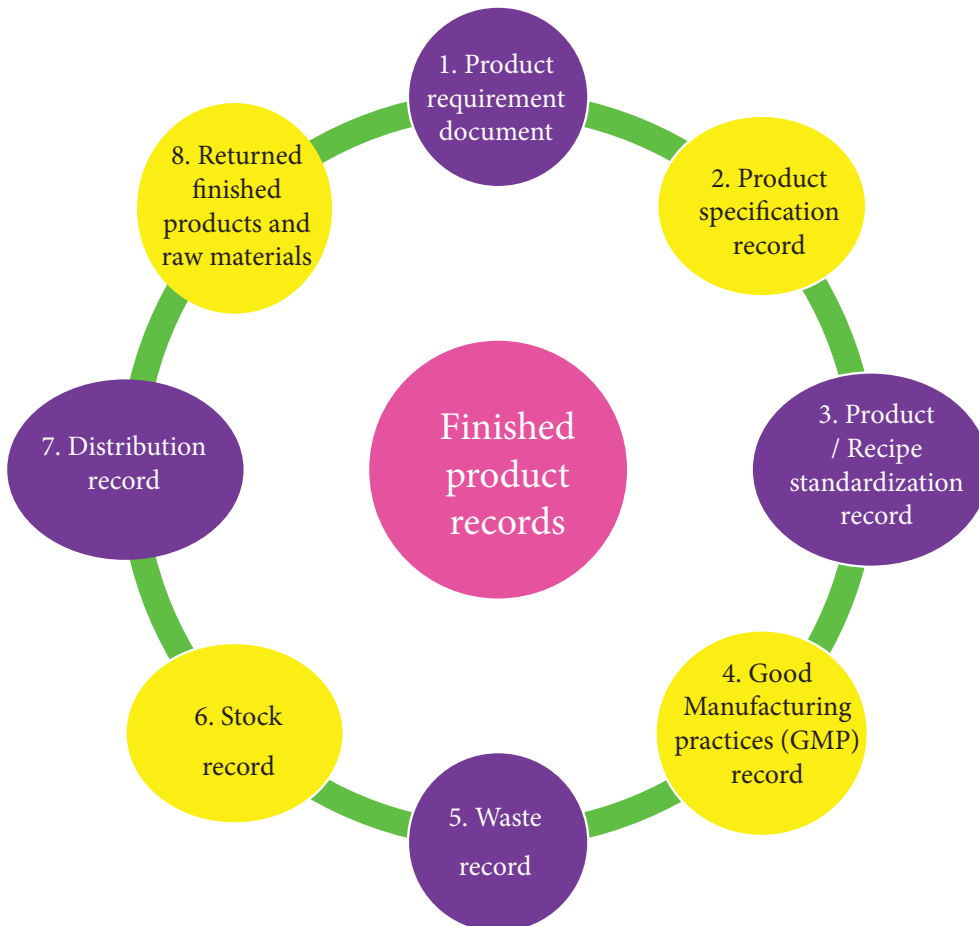 1. Product
requirement
document
2. Product
specification
record
3. Product
/ Recipe
standardization
record
4. Good
Manufacturing
practices (GMP)
record
5. Waste
record
6. Stock
record
7. Distribution
record
8. Returned
finished
products and
raw materials
Finished
product
records